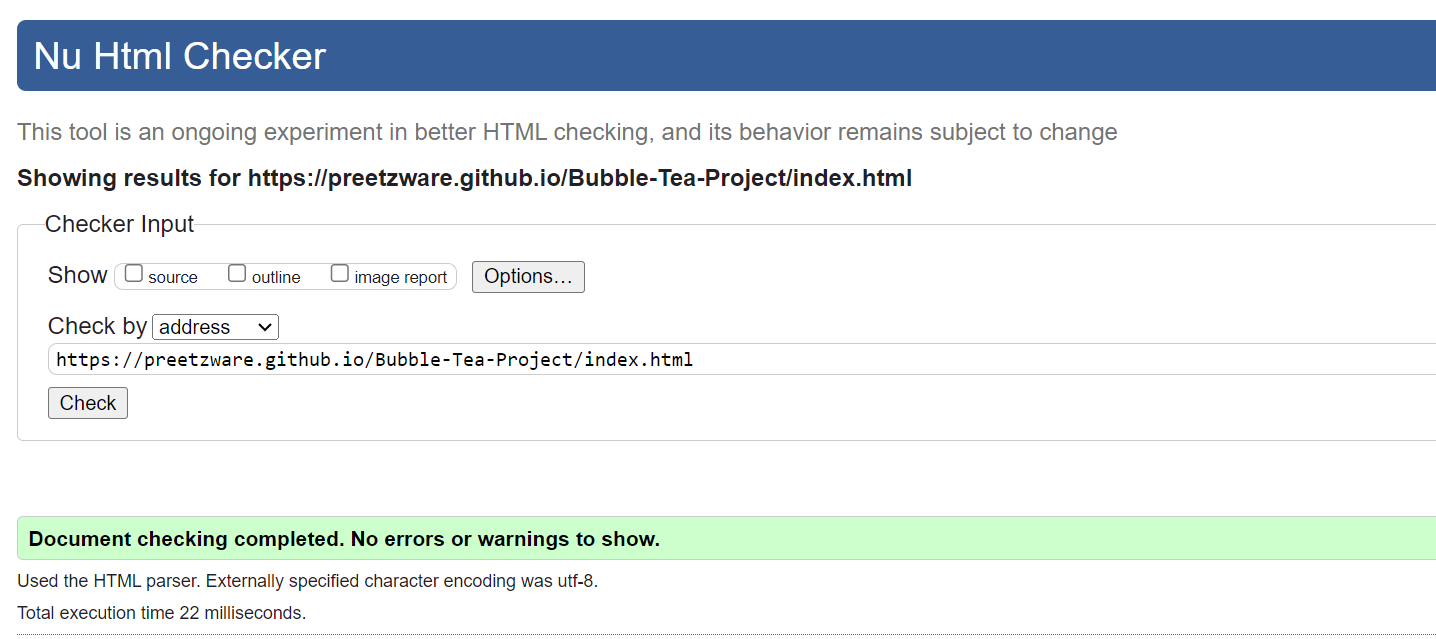 Nu Html Checker
This tool is an ongoing experiment in better HTML checking, and its behavior remains subject to change
Showing results for https://preetzware.github.io/Bubble-Tea-Project/index.html
Checker Input
Show source outline image report Options…
Check by address
https://preetzware.github.io/Bubble-Tea-Project/index.html
Check
Document checking completed. No errors or warnings to show.
Used the HTML parser. Externally specified character encoding was utf-8.
Total execution time 22 milliseconds.